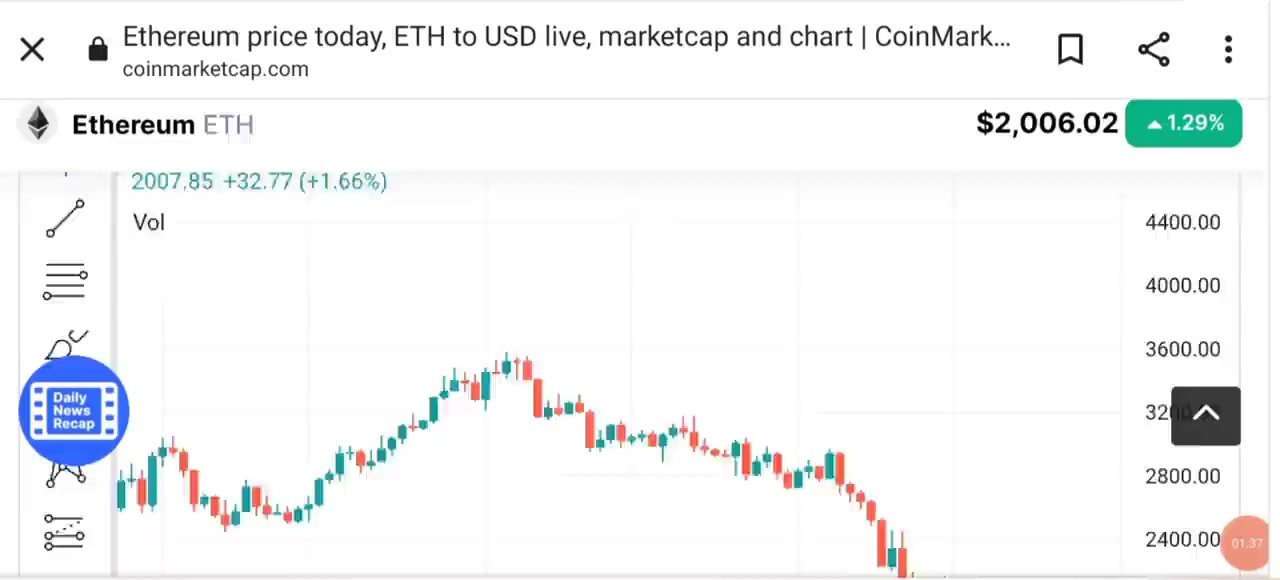 Ethereum price today, ETH to USD live, marketcap and chart | CoinMark...
coinmarketcap.com
Ethereum ETH
$2,006.02
1.29%
2007.85 +32.77 (+1.66%)
Vol
4400.00
4000.00
3600.00
2800.00
2400.00
Daily
News
Recap
01:37